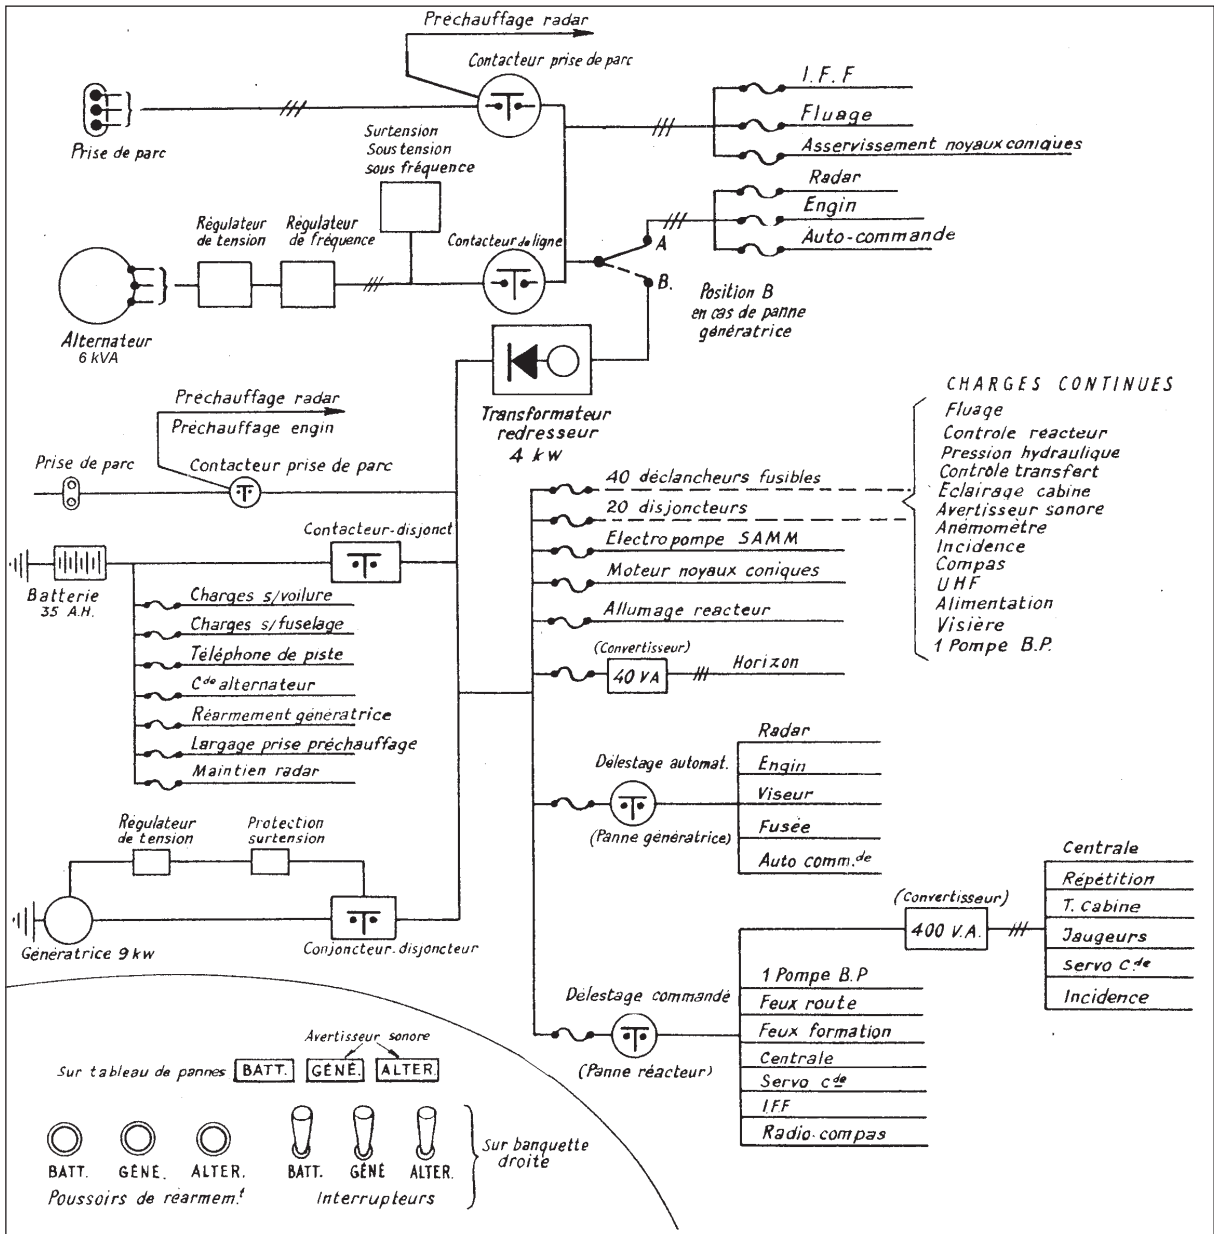 Préchauffage radar
Contacteur prise de parc
Prise de parc
Surtension
Sous tension
sous fréquence
I.F.F
Fluage
Asservissement noyaux coniques
Radar
Engin
Auto-commande
Régulateur
de tension
Régulateur
de fréquence
Contacteur de ligne
A
B.
Position B
en cas de panne
génératrice
Alternateur
6 kVA
Transformateur
redresseur
4 kw
Préchauffage radar
Préchauffage engin
Prise de parc
Contacteur prise de parc
Contacteur-disjonct
Batterie
35 A.H.
Charges s/voilure
Charges s/fuselage
Téléphone de piste
Cde alternateur
Réarmement génératrice
Largage prise préchauffage
Maintien radar
Régulateur
de tension
Protection
surtension
Génératrice 9 kw
Conjoncteur-disjoncteur
40 déclancheurs fusibles
20 disjoncteurs
Electropompe SAMM
Moteur noyaux coniques
Allumage reacteur
(Convertisseur)
40 VA
Horizon
CHARGES CONTINUES
Fluage
Controle réacteur
Pression hydraulique
Contrôle transfert
Eclairage cabine
Avertisseur sonore
Anémomètre
Incidence
Compas
UHF
Alimentation
Visière
1 Pompe B.P.
Délestage automat.
(Panne génératrice)
Radar
Engin
Viseur
Fusée
Auto comm.de
(Convertisseur)
400 V.A.
Centrale
Répétition
T. Cabine
Jaugeurs
Servo C.de
Incidence
Délestage commandé
(Panne réacteur)
1 Pompe B.P
Feux route
Feux formation
Centrale
Servo cde
IFF
Radio-compas
Avertisseur sonore
Sur tableau de pannes
BATT.
GÉNÉ.
ALTER.
BATT.
GÉNÉ.
ALTER.
Poussoirs de réarmem.t
BATT.
GÉNÉ
ALTER.
Interrupteurs
Sur banquette
droite